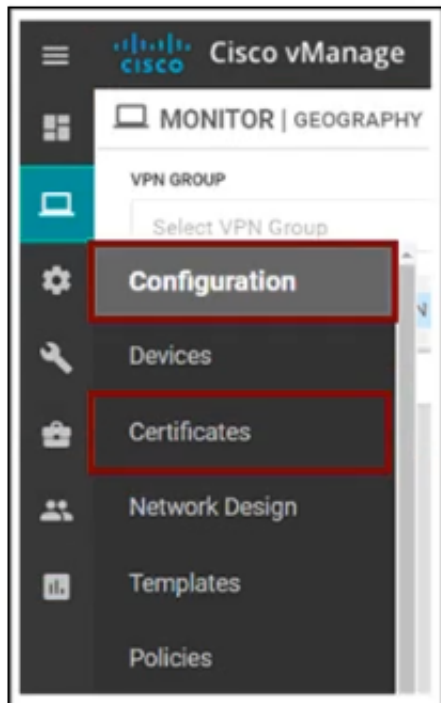 CISCO Cisco vManage
MONITOR | GEOGRAPHY
VPN GROUP
Select VPN Group
Configuration
N
Devices
Certificates
Network Design
Templates
Policies